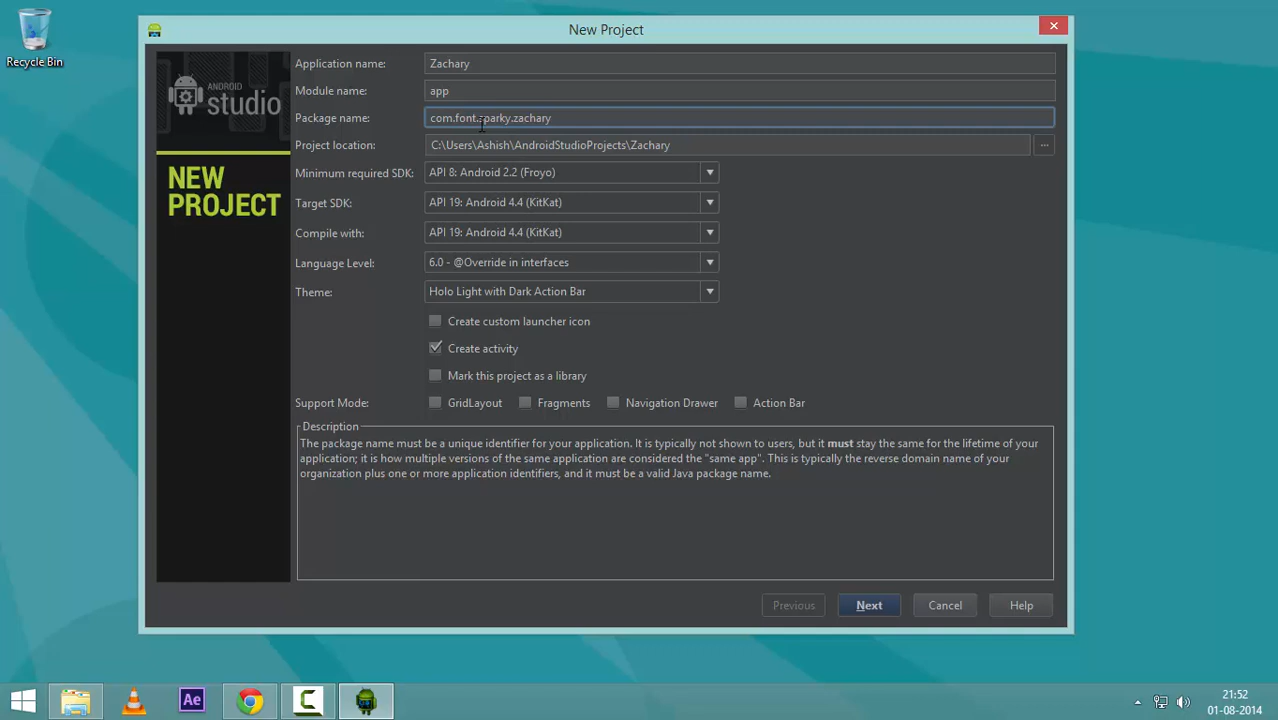 Recycle Bin
New Project
ANDROID
studio
NEW
PROJECT
Application name: Zachary
Module name: app
Package name: com.font.sparky.zachary
Project location: C:\Users\Ashish\AndroidStudioProjects\Zachary ...
Minimum required SDK: API 8: Android 2.2 (Froyo)
Target SDK: API 19: Android 4.4 (KitKat)
Compile with: API 19: Android 4.4 (KitKat)
Language Level: 6.0 - @Override in interfaces
Theme: Holo Light with Dark Action Bar
Create custom launcher icon
Create activity
Mark this project as a library
Support Mode: GridLayout Fragments Navigation Drawer Action Bar
Description
The package name must be a unique identifier for your application. It is typically not shown to users, but it must stay the same for the lifetime of your
application; it is how multiple versions of the same application are considered the "same app". This is typically the reverse domain name of your
organization plus one or more application identifiers, and it must be a valid Java package name.
Previous Next Cancel Help
Ae
C
21:52
01-08-2014